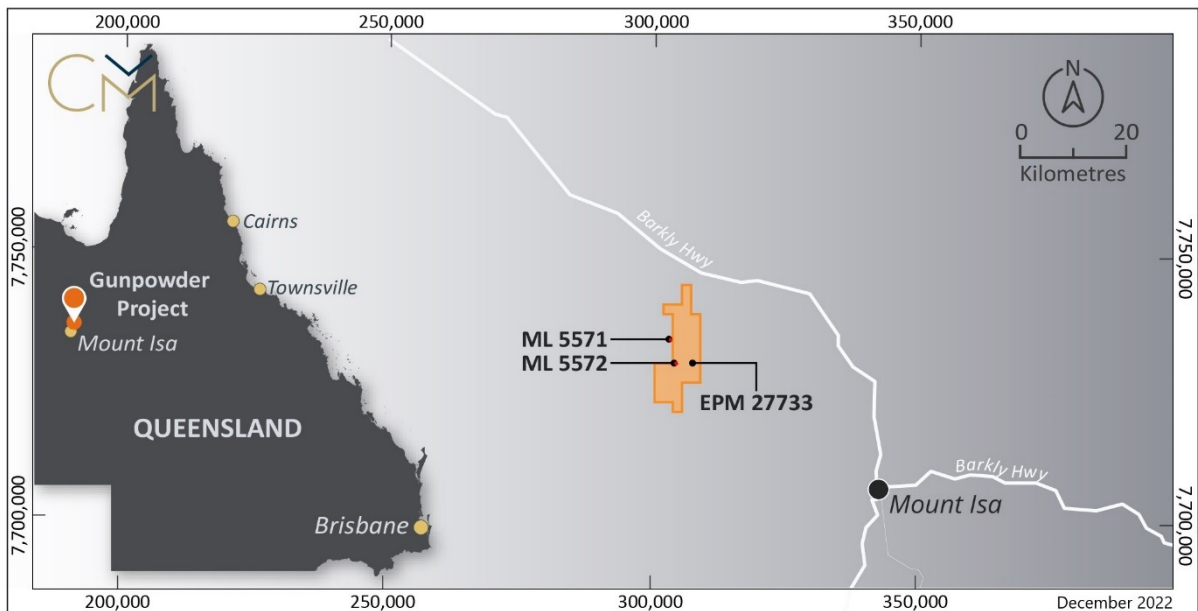 200,000
250,000
300,000
350,000
CM
N
0 20
Kilometres
Cairns
Barkly Hwy
7,750,000
7,750,000
Gunpowder
Project
Townsville
Mount Isa
ML 5571
ML 5572
EPM 27733
QUEENSLAND
Barkly Hwy
Mount Isa
7,700,000
7,700,000
Brisbane
200,000
250,000
300,000
350,000
December 2022